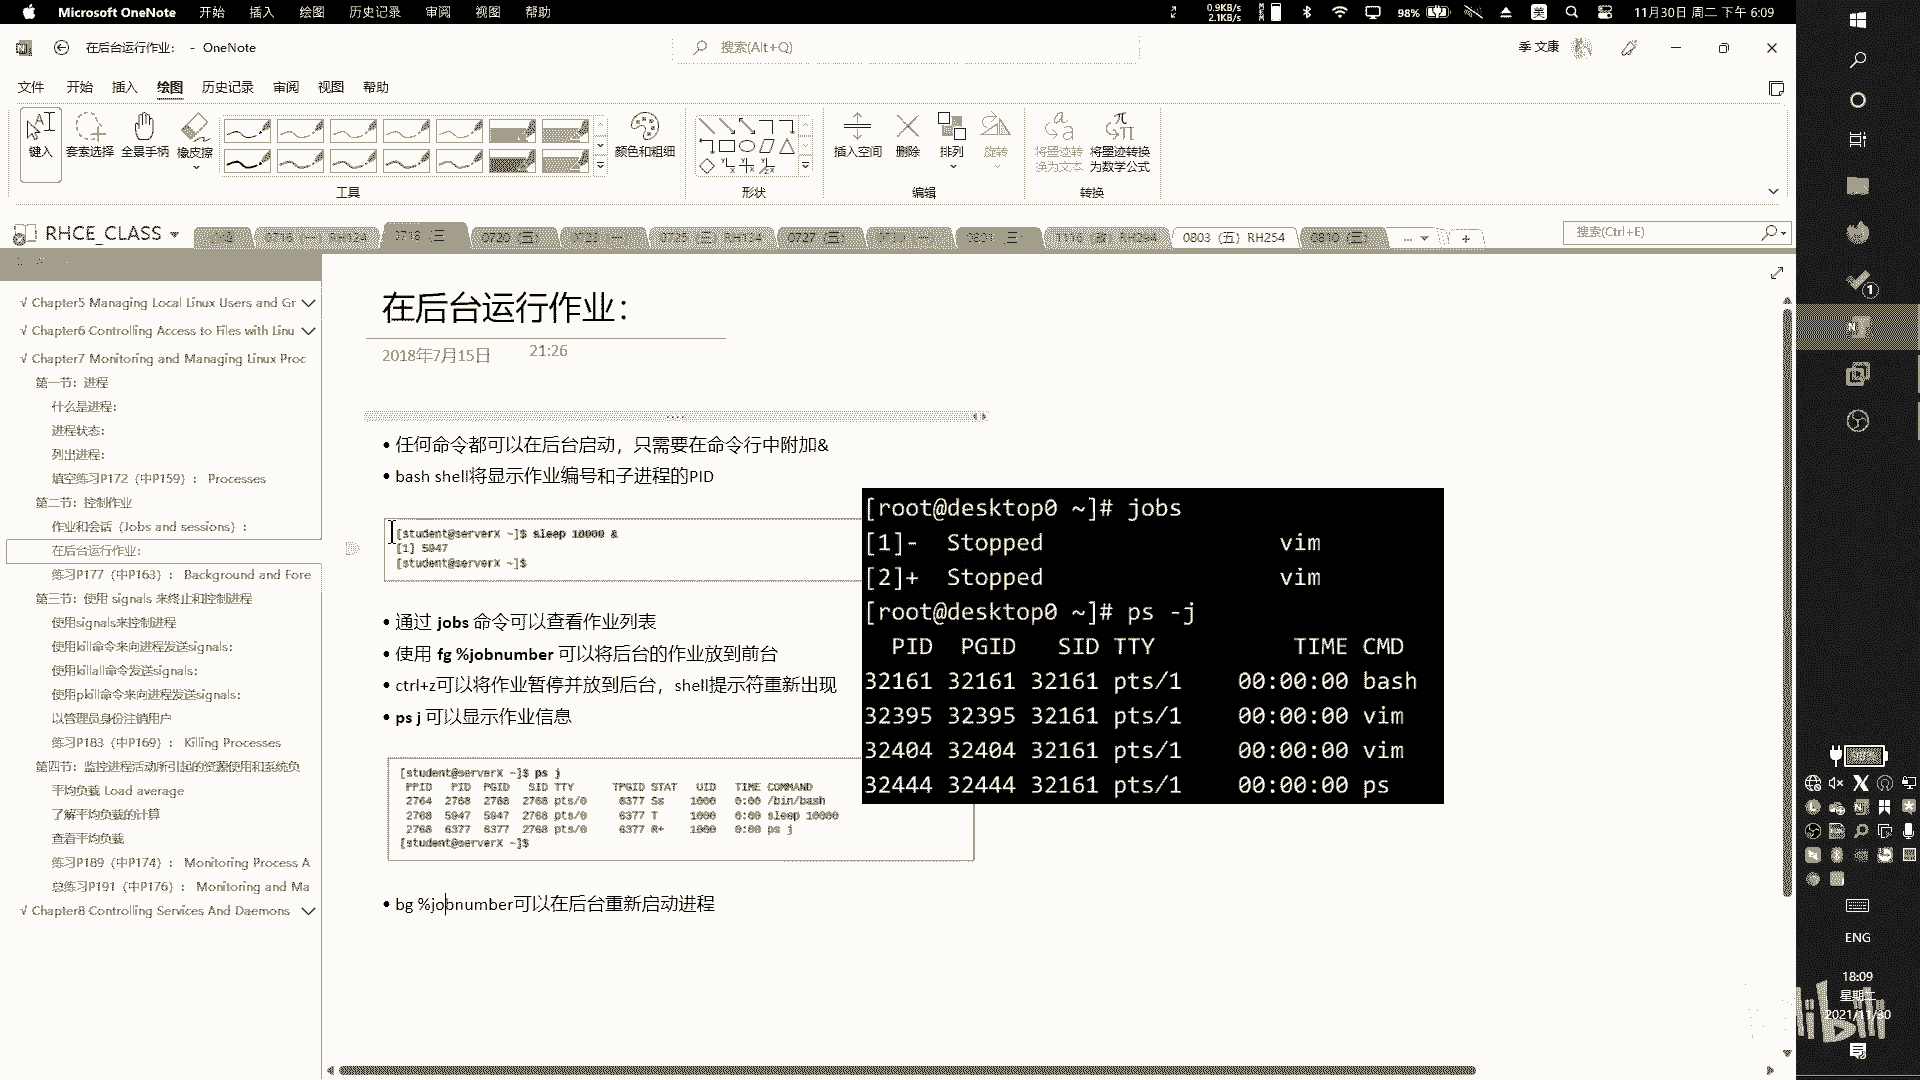 Microsoft OneNote 开始 插入 绘图 历史记录 审阅 视图 帮助
0.9KB/s
2.1KB/s
98%
美
11月30日 周二 下午 6:09
在后台运行作业: - OneNote
搜索(Alt+Q)
季 文康
文件 开始 插入 绘图 历史记录 审阅 视图 帮助
键入 套索选择 全景手柄 橡皮擦
颜色和粗细
插入空间 删除 排列 旋转
将墨迹转换为文本
将墨迹转换为数学公式
工具 形状 编辑 转换
RHCE_CLASS
0718 (三
0720 (三)
0727 (三)
0803 (五) RH254
0810 (三)
搜索(Ctrl+E)
√ Chapter5 Managing Local Linux Users and Gr
√ Chapter6 Controlling Access to Files with Linu
√ Chapter7 Monitoring and Managing Linux Proc
第一节: 进程
什么是进程:
进程状态:
列出进程:
填空练习P172（中P159）: Processes
第二节: 控制作业
作业和会话（Jobs and sessions）:
在后台运行作业:
练习P177（中P163）: Background and Fore
第三节: 使用 signals 来终止和控制进程
使用signals来控制进程
使用kill命令来向进程发送signals:
使用killall命令发送signals:
使用pkill命令来向进程发送signals:
以管理员身份注销用户
练习P183（中P169）: Killing Processes
第四节: 监控进程活动所引起的资源使用和系统负
平均负载 Load average
了解平均负载的计算
查看平均负载
练习P189（中P174）: Monitoring Process A
总练习P191（中P176）: Monitoring and Ma
√ Chapter8 Controlling Services And Daemons
在后台运行作业:
2018年7月15日 21:26
• 任何命令都可以在后台启动，只需要在命令行中附加&
• bash shell将显示作业编号和子进程的PID
[student@serverX ~]$ sleep 10000 &
[1] 5947
[student@serverX ~]$
• 通过 jobs 命令可以查看作业列表
• 使用 fg %jobnumber 可以将后台的作业放到前台
• ctrl+z可以将作业暂停并放到后台，shell提示符重新出现
• ps j 可以显示作业信息
[student@serverX ~]$ ps j
PPID PID PGID SID TTY TPGID STAT UID TIME COMMAND
2764 2768 2768 2768 pts/0 6377 Ss 1000 0:00 /bin/bash
2768 5947 5947 2768 pts/0 6377 T 1000 0:00 sleep 10000
2768 6377 6377 2768 pts/0 6377 R+ 1000 0:00 ps j
[student@serverX ~]$
• bg %jobnumber可以在后台重新启动进程
[root@desktop0 ~]# jobs
[1]- Stopped vim
[2]+ Stopped vim
[root@desktop0 ~]# ps -j
PID PGID SID TTY TIME CMD
32161 32161 32161 pts/1 00:00:00 bash
32395 32395 32161 pts/1 00:00:00 vim
32404 32404 32161 pts/1 00:00:00 vim
32444 32444 32161 pts/1 00:00:00 ps
1
ENG
18:09
星期二
2021/11/30